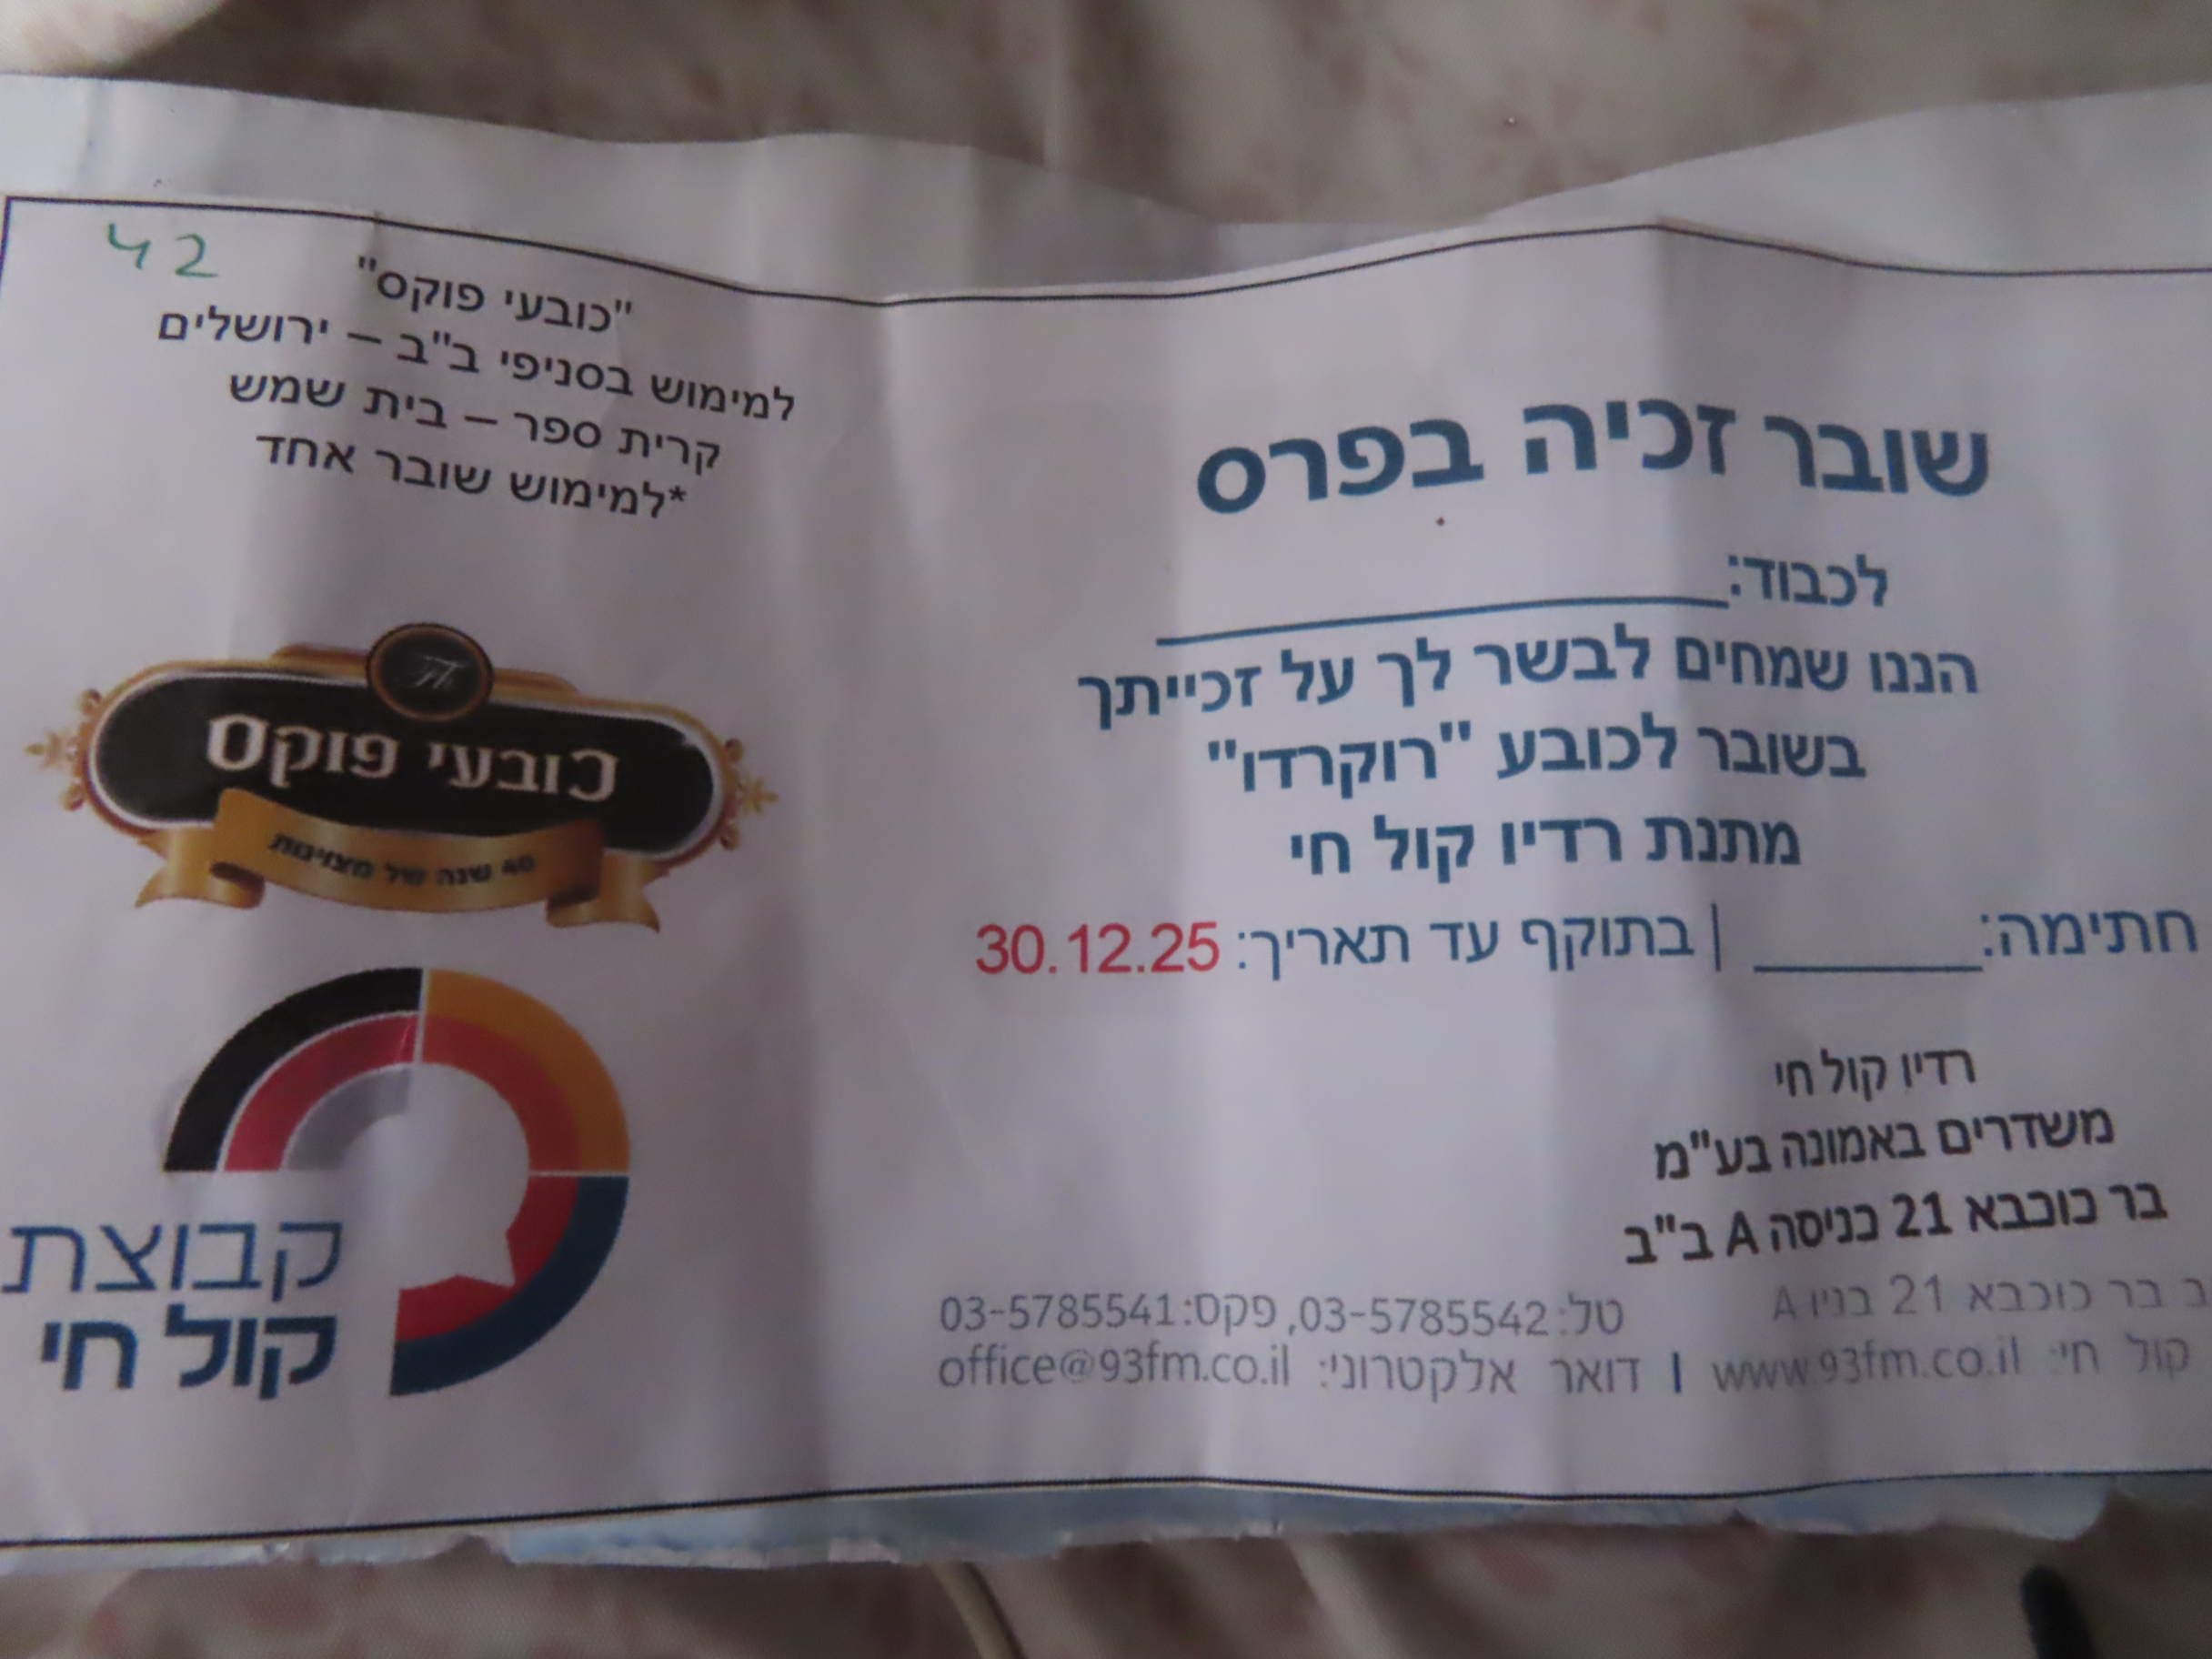 42
"כובעי פוקס"
למימוש בסניפי ב"ב – ירושלים
קרית ספר – בית שמש
*למימוש שובר אחד
כובעי פוקס
40 שנה של מצוינות
קבוצת
קול חי
שובר זכיה בפרס
לכבוד:
הננו שמחים לבשר לך על זכייתך
בשובר לכובע "רוקרדו"
מתנת רדיו קול חי
חתימה: | בתוקף עד תאריך: 30.12.25
רדיו קול חי
משדרים באמונה בע"מ
בר כוכבא 21 כניסה A ב"ב
ב בר כוכבא 21 בניו A טל: 03-5785542, פקס: 03-5785541
קול חי: www.93fm.co.il | דואר אלקטרוני: office@93fm.co.il